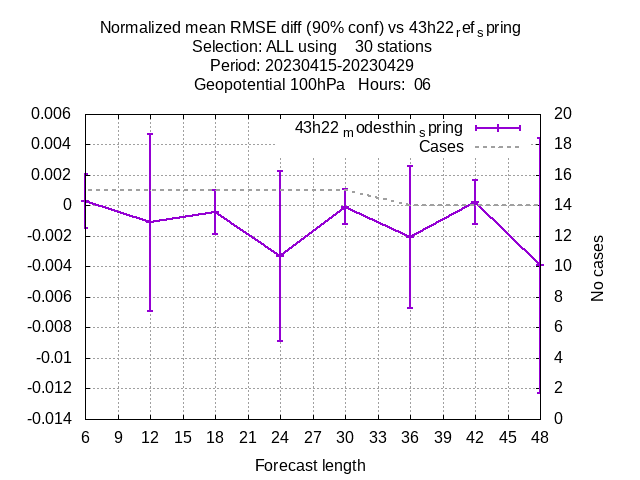 Normalized mean RMSE diff (90% conf) vs 43h22refspring
Selection: ALL using    30 stations
Period: 20230415-20230429
Geopotential 100hPa   Hours:  06
43h22modesthinspring
Cases
0.006
0.004
0.002
0
-0.002
-0.004
-0.006
-0.008
-0.01
-0.012
-0.014
20
18
16
14
12
10
8
6
4
2
0
No cases
6 9 12 15 18 21 24 27 30 33 36 39 42 45 48
Forecast length